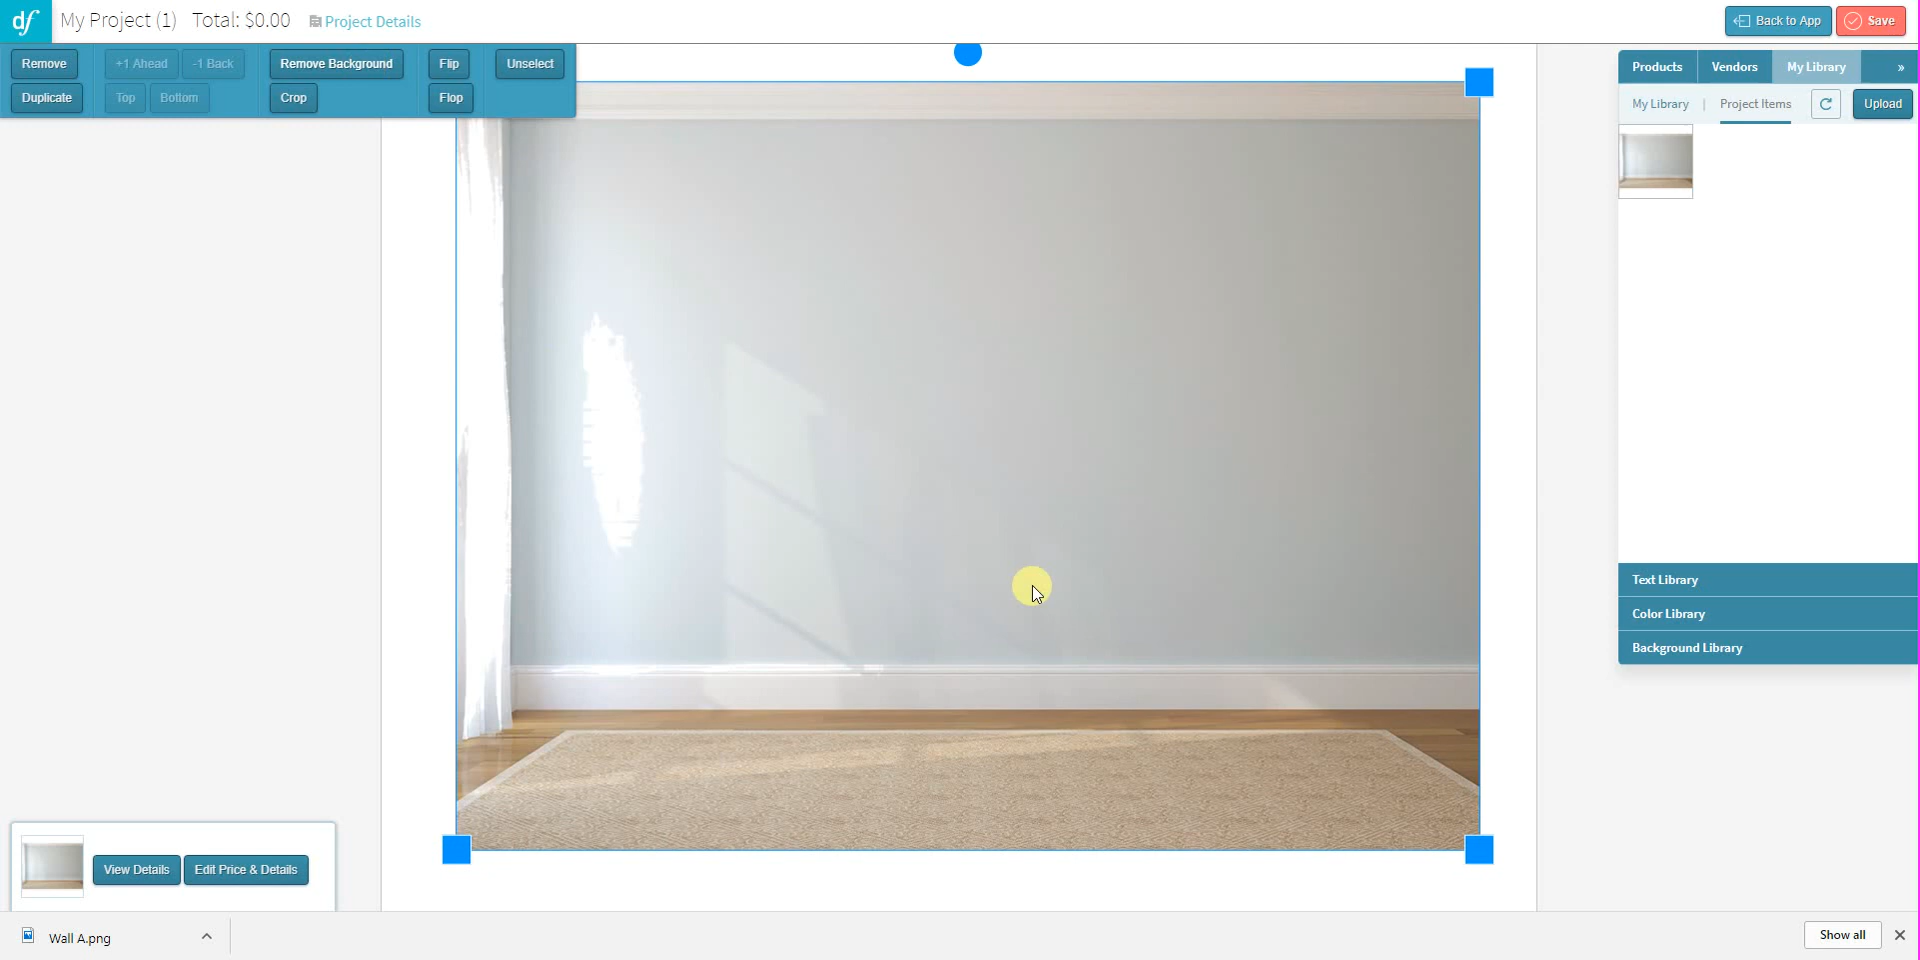 df My Project (1) Total: $0.00 Project Details Back to App Save
Remove +1 Ahead -1 Back Remove Background Flip Unselect
Duplicate Top Bottom Crop Flop
Products Vendors My Library »
My Library | Project Items Upload
Text Library
Color Library
Background Library
View Details Edit Price & Details
Wall A.png Show all